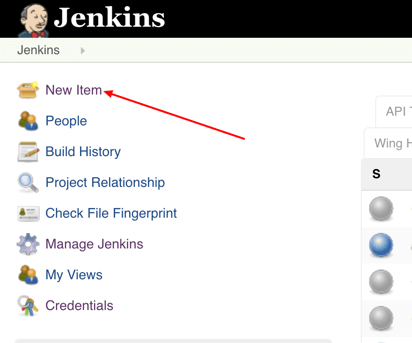 Jenkins
Jenkins
New Item
People
Build History
Project Relationship
Check File Fingerprint
Manage Jenkins
My Views
Credentials
API
Wing
S